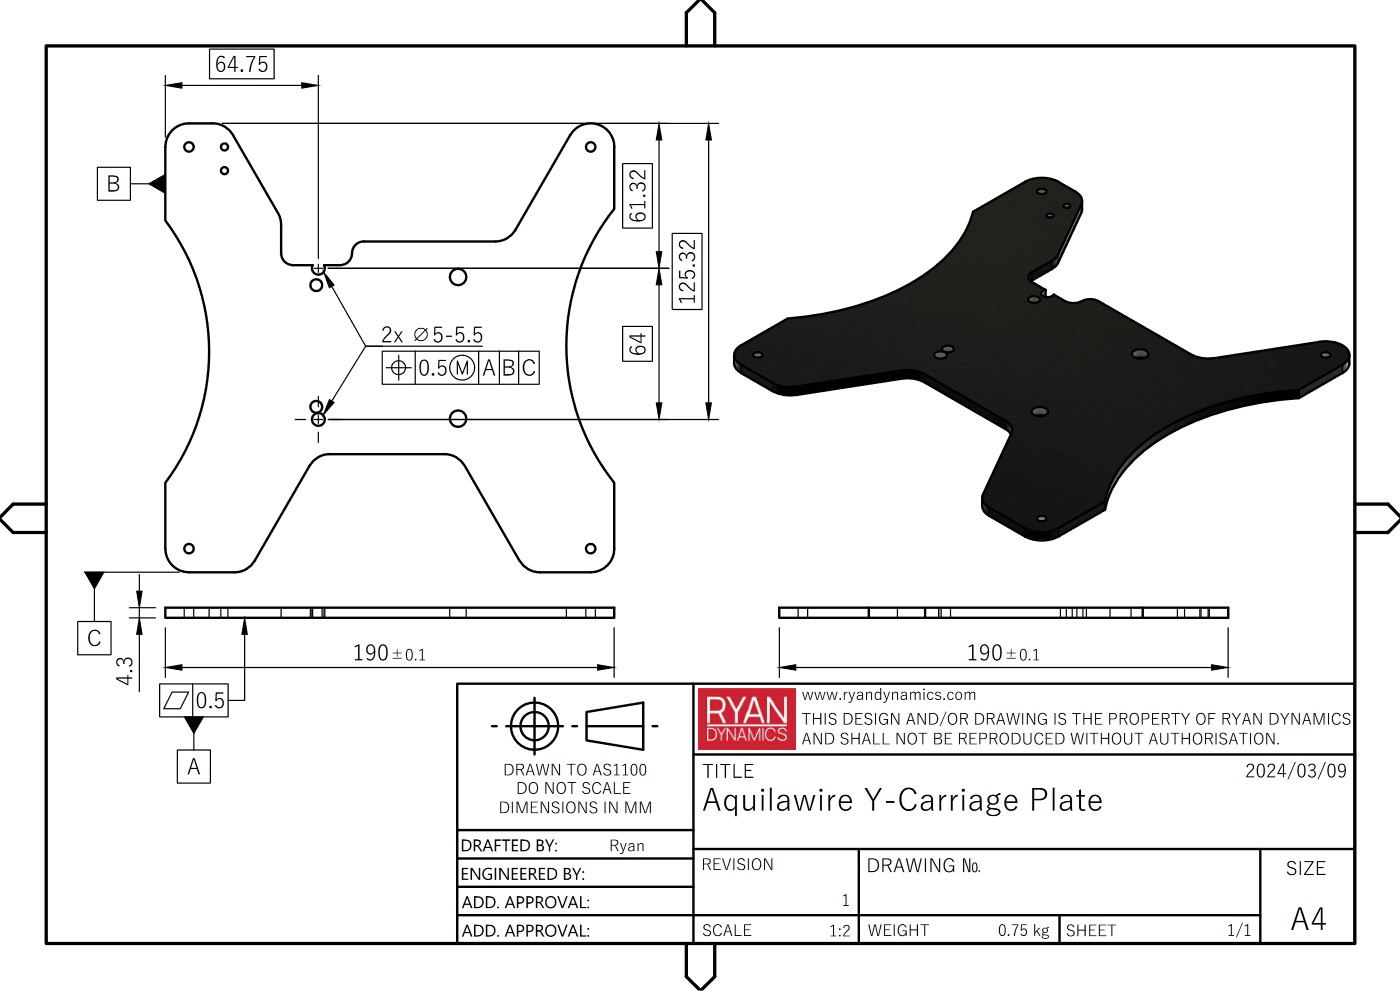 64.75
B
61.32
125.32
64
2x ⌀5-5.5
⌖ 0.5 Ⓜ A B C
C
4.3
190±0.1
190±0.1
⏥ 0.5
A
DRAWN TO AS1100
DO NOT SCALE
DIMENSIONS IN MM
DRAFTED BY: Ryan
ENGINEERED BY:
ADD. APPROVAL:
ADD. APPROVAL:
RYAN
DYNAMICS
www.ryandynamics.com
THIS DESIGN AND/OR DRAWING IS THE PROPERTY OF RYAN DYNAMICS
AND SHALL NOT BE REPRODUCED WITHOUT AUTHORISATION.
TITLE 2024/03/09
Aquilawire Y-Carriage Plate
REVISION
1
DRAWING №.
SIZE
A4
SCALE 1:2
WEIGHT 0.75 kg
SHEET 1/1